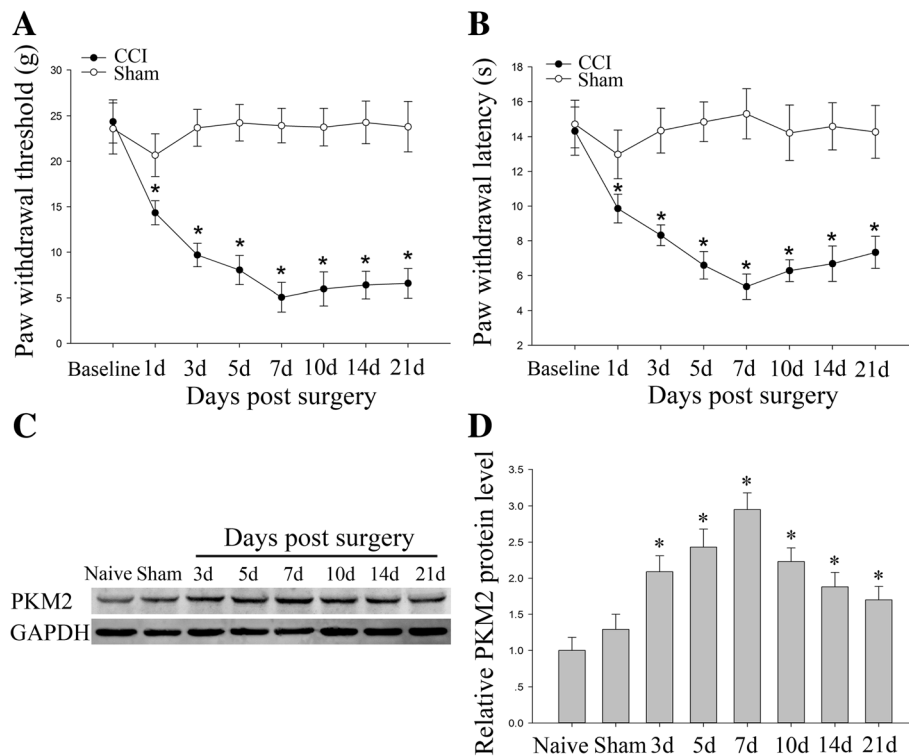 A
CCI
Sham
Paw withdrawal threshold (g)
30
25
20
15
10
5
0
*
*
*
*
*
*
*
Baseline 1d 3d 5d 7d 10d 14d 21d
Days post surgery
B
CCI
Sham
Paw withdrawal latency (s)
18
16
14
12
10
8
6
4
2
*
*
*
*
*
*
*
Baseline 1d 3d 5d 7d 10d 14d 21d
Days post surgery
C
Days post surgery
Naive Sham 3d 5d 7d 10d 14d 21d
PKM2
GAPDH
D
Relative PKM2 protein level
3.5
3.0
2.5
2.0
1.5
1.0
.5
0.0
*
*
*
*
*
*
Naive Sham 3d 5d 7d 10d 14d 21d